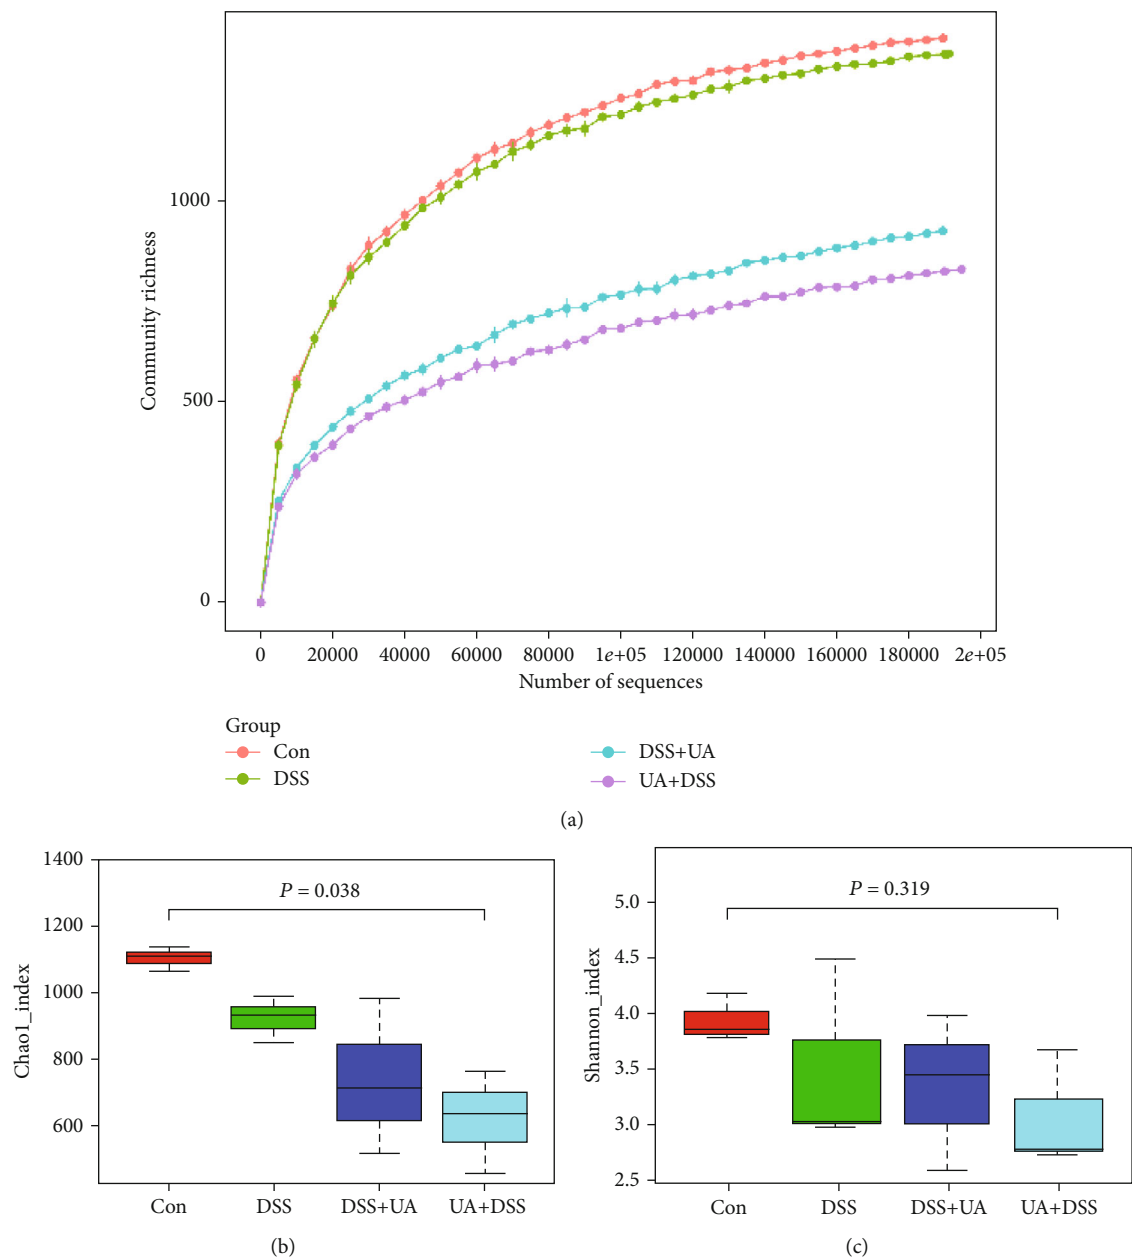 1000
500
0
Community richness
0 20000 40000 60000 80000 1e+05 120000 140000 160000 180000 2e+05
Number of sequences
Group
Con DSS+UA
DSS UA+DSS
(a)
1400
1200
1000
800
600
Chao1_index
P = 0.038
Con DSS DSS+UA UA+DSS
(b)
5.0
4.5
4.0
3.5
3.0
2.5
Shannon_index
P = 0.319
Con DSS DSS+UA UA+DSS
(c)